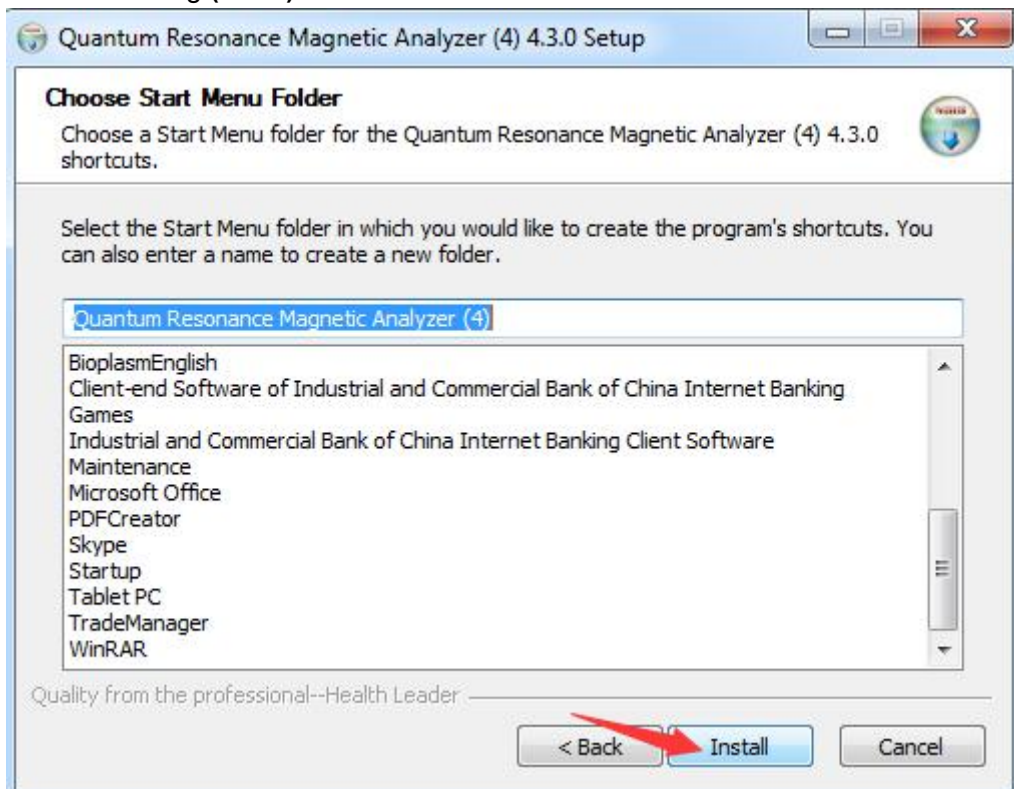 Quantum Resonance Magnetic Analyzer (4) 4.3.0 Setup
Choose Start Menu Folder
Choose a Start Menu folder for the Quantum Resonance Magnetic Analyzer (4) 4.3.0
shortcuts.
Select the Start Menu folder in which you would like to create the program's shortcuts. You
can also enter a name to create a new folder.
Quantum Resonance Magnetic Analyzer (4)
BioplasmEnglish
Client-end Software of Industrial and Commercial Bank of China Internet Banking
Games
Industrial and Commercial Bank of China Internet Banking Client Software
Maintenance
Microsoft Office
PDFCreator
Skype
Startup
Tablet PC
TradeManager
WinRAR
Quality from the professional--Health Leader
< Back Install Cancel